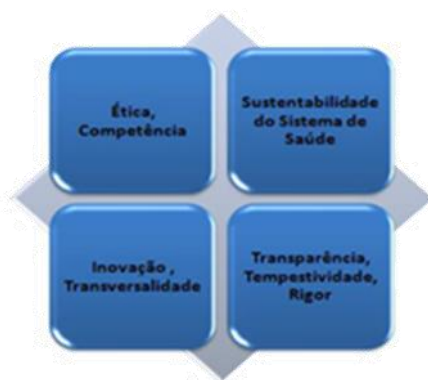 Ética,
Competência
Sustentabilidade
do Sistema de
Saúde
Inovação ,
Transversalidade
Transparência,
Tempestividade,
Rigor